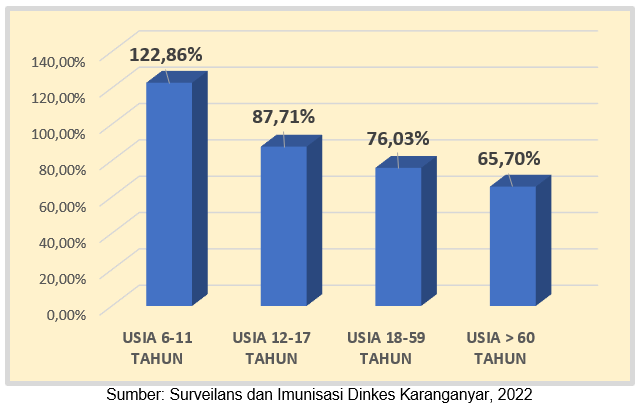 140,00%
120,00%
100,00%
80,00%
60,00%
40,00%
20,00%
0,00%
122,86%
87,71%
76,03%
65,70%
USIA 6-11
TAHUN
USIA 12-17
TAHUN
USIA 18-59
TAHUN
USIA > 60
TAHUN
Sumber: Surveilans dan Imunisasi Dinkes Karanganyar, 2022